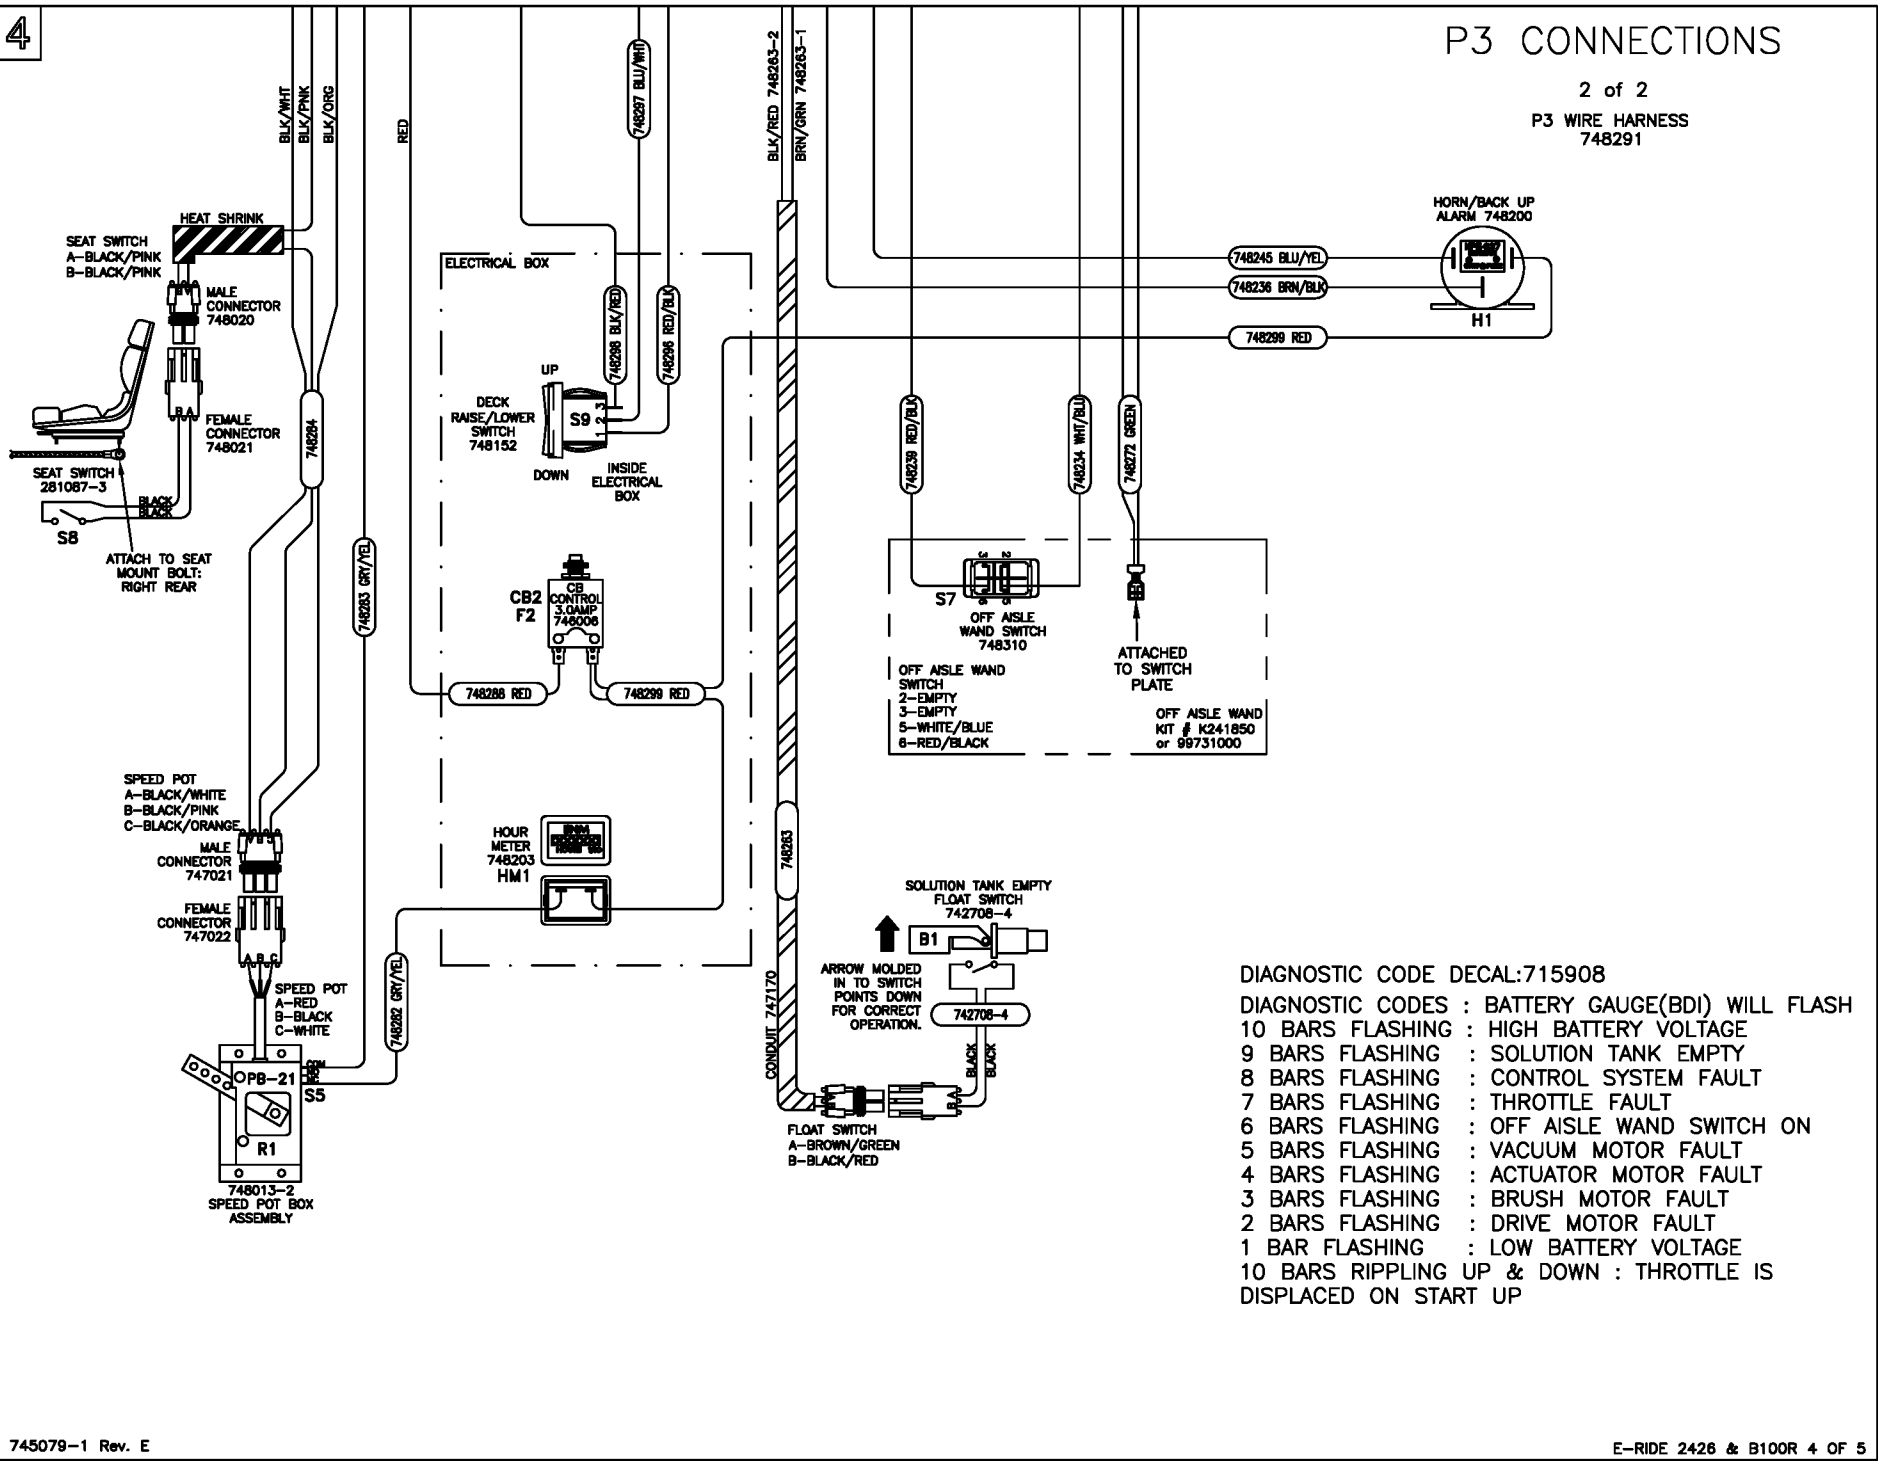 4
P3 CONNECTIONS
2 of 2
P3 WIRE HARNESS
748291
BLK/WHT
BLK/PNK
BLK/ORG
RED
748297 BLU/WHT
BLK/RED 748263-2
BRN/GRN 748263-1
HEAT SHRINK
SEAT SWITCH
A-BLACK/PINK
B-BLACK/PINK
B A
MALE
CONNECTOR
748020
B A
FEMALE
CONNECTOR
748021
SEAT SWITCH
281087-3
BLACK
BLACK
S8
ATTACH TO SEAT
MOUNT BOLT:
RIGHT REAR
748284
748283 GRY/YEL
ELECTRICAL BOX
748298 BLK/RED
748296 RED/BLK
UP
DECK
RAISE/LOWER
SWITCH
748152
S9
3
2
1
DOWN
INSIDE
ELECTRICAL
BOX
CB2
F2
CB
CONTROL
3.0AMP
746006
748288 RED
748299 RED
HOUR
METER
748203
HM1
HORN/BACK UP
ALARM 748200
748245 BLU/YEL
748236 BRN/BLK
748299 RED
H1
748239 RED/BLK
748234 WHT/BLU
748272 GREEN
3 2
6 5
S7
OFF AISLE
WAND SWITCH
748310
OFF AISLE WAND
SWITCH
2-EMPTY
3-EMPTY
5-WHITE/BLUE
6-RED/BLACK
ATTACHED
TO SWITCH
PLATE
OFF AISLE WAND
KIT # K241850
or 99731000
SPEED POT
A-BLACK/WHITE
B-BLACK/PINK
C-BLACK/ORANGE
MALE
CONNECTOR
747021
FEMALE
CONNECTOR
747022
A B C
SPEED POT
A-RED
B-BLACK
C-WHITE
748282 GRY/YEL
PB-21
COM
S5
R1
748013-2
SPEED POT BOX
ASSEMBLY
748263
CONDUIT 747170
SOLUTION TANK EMPTY
FLOAT SWITCH
742708-4
B1
ARROW MOLDED
IN TO SWITCH
POINTS DOWN
FOR CORRECT
OPERATION.
742708-4
BLACK
BLACK
B A
FLOAT SWITCH
A-BROWN/GREEN
B-BLACK/RED
DIAGNOSTIC CODE DECAL:715908
DIAGNOSTIC CODES : BATTERY GAUGE(BDI) WILL FLASH
10 BARS FLASHING : HIGH BATTERY VOLTAGE
9 BARS FLASHING : SOLUTION TANK EMPTY
8 BARS FLASHING : CONTROL SYSTEM FAULT
7 BARS FLASHING : THROTTLE FAULT
6 BARS FLASHING : OFF AISLE WAND SWITCH ON
5 BARS FLASHING : VACUUM MOTOR FAULT
4 BARS FLASHING : ACTUATOR MOTOR FAULT
3 BARS FLASHING : BRUSH MOTOR FAULT
2 BARS FLASHING : DRIVE MOTOR FAULT
1 BAR FLASHING : LOW BATTERY VOLTAGE
10 BARS RIPPLING UP & DOWN : THROTTLE IS
DISPLACED ON START UP
745079-1 Rev. E
E-RIDE 2426 & B100R 4 OF 5